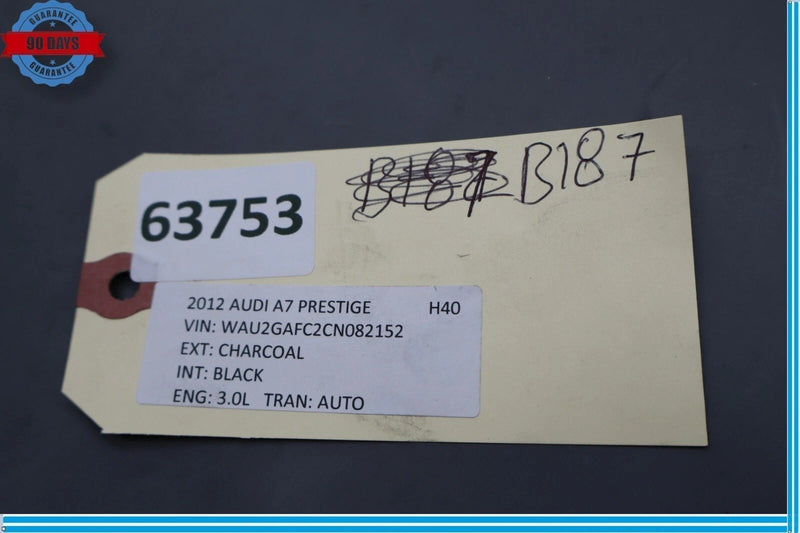 GUARANTEE
90 DAYS
GUARANTEE
B187
B187
63753
2012 AUDI A7 PRESTIGE H40
VIN: WAU2GAFC2CN082152
EXT: CHARCOAL
INT: BLACK
ENG: 3.0L TRAN: AUTO